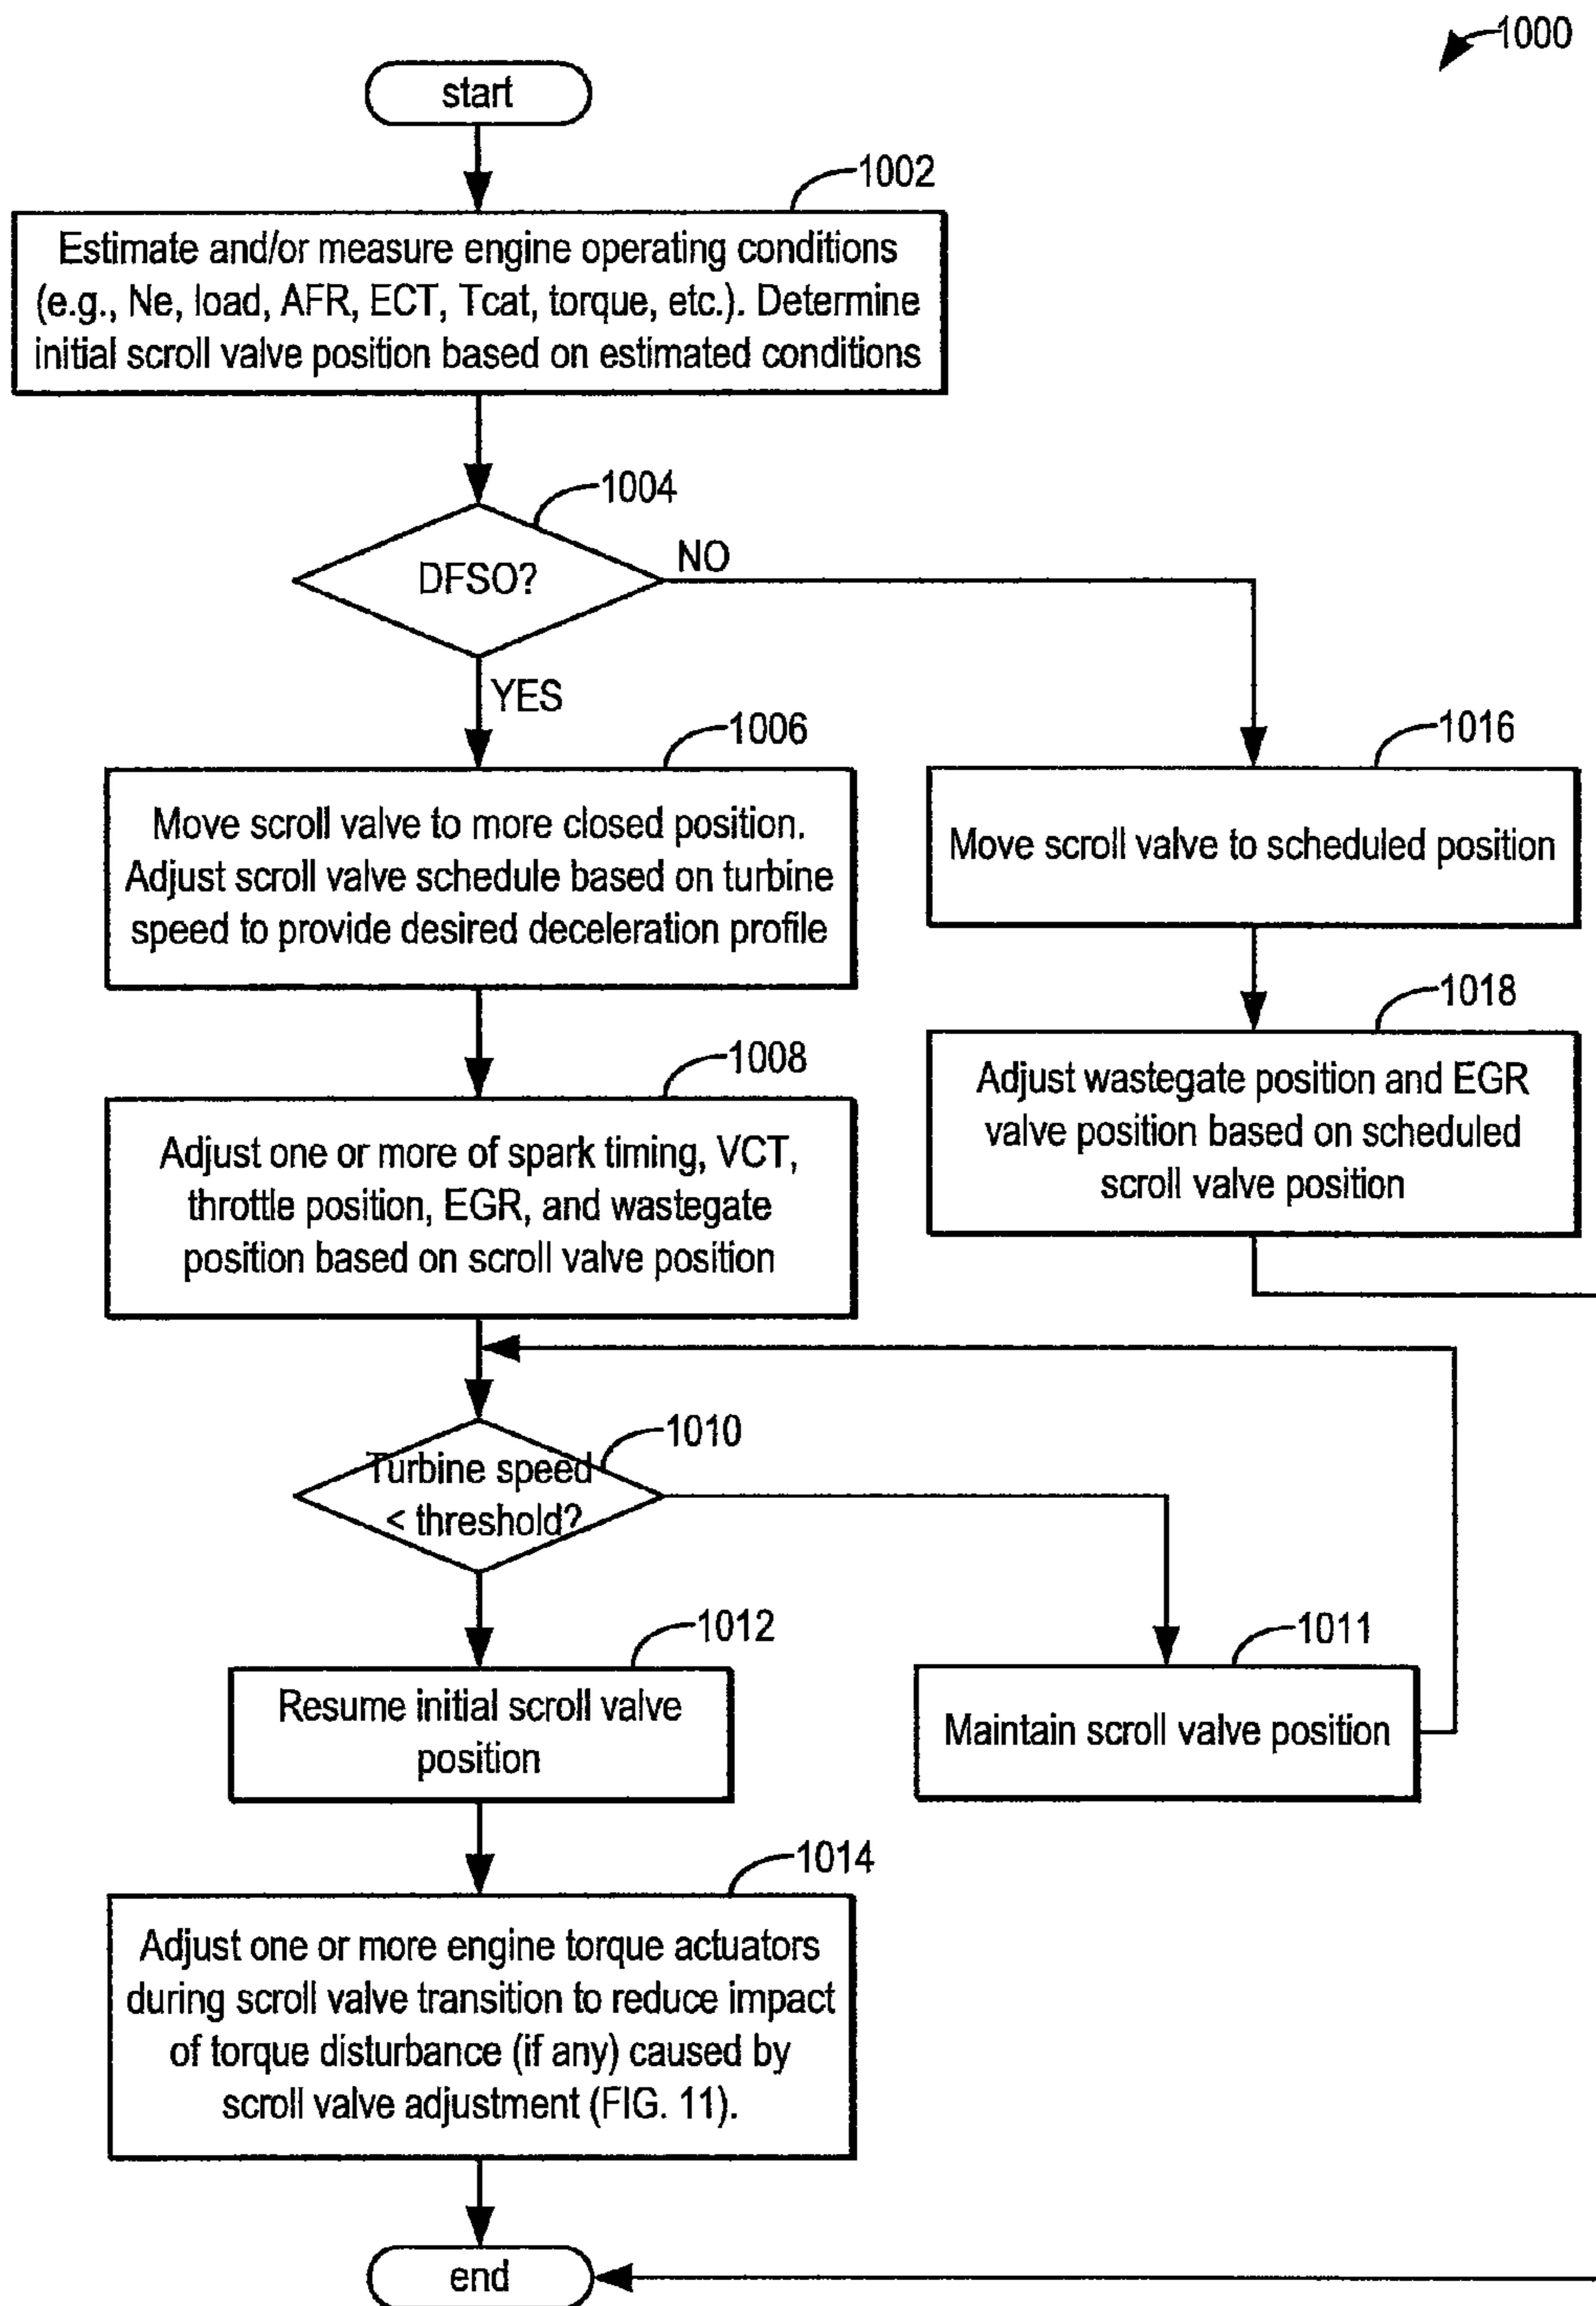 1000
start
1002
Estimate and/or measure engine operating conditions
(e.g., Ne, load, AFR, ECT, Tcat, torque, etc.). Determine
initial scroll valve position based on estimated conditions
1004
DFSO?
NO
YES
1006
Move scroll valve to more closed position.
Adjust scroll valve schedule based on turbine
speed to provide desired deceleration profile
1016
Move scroll valve to scheduled position
1008
Adjust one or more of spark timing, VCT,
throttle position, EGR, and wastegate
position based on scroll valve position
1018
Adjust wastegate position and EGR
valve position based on scheduled
scroll valve position
1010
Turbine speed
< threshold?
1012
Resume initial scroll valve
position
1011
Maintain scroll valve position
1014
Adjust one or more engine torque actuators
during scroll valve transition to reduce impact
of torque disturbance (if any) caused by
scroll valve adjustment (FIG. 11).
end